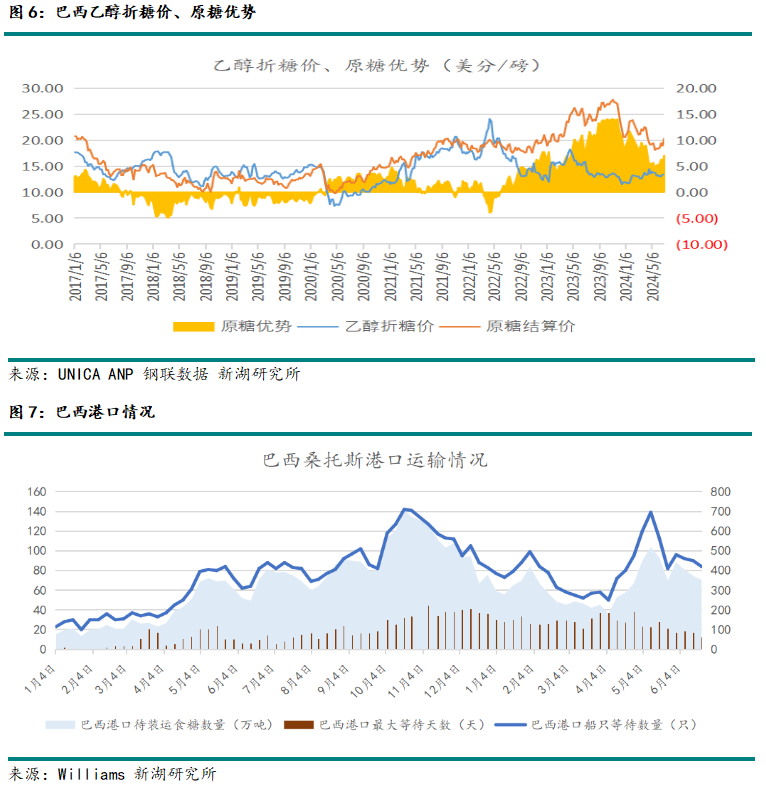 图 6: 巴西乙醇折糖价、原糖优势
乙醇折糖价、原糖优势（美分/磅）
30.00
25.00
20.00
15.00
10.00
5.00
0.00
20.00
15.00
10.00
5.00
0.00
(5.00)
(10.00)
2017/1/6
2017/5/6
2017/9/6
2018/1/6
2018/5/6
2018/9/6
2019/1/6
2019/5/6
2019/9/6
2020/1/6
2020/5/6
2020/9/6
2021/1/6
2021/5/6
2021/9/6
2022/1/6
2022/5/6
2022/9/6
2023/1/6
2023/5/6
2023/9/6
2024/1/6
2024/5/6
原糖优势 乙醇折糖价 原糖结算价
来源: UNICA ANP 钢联数据 新湖研究所
图 7: 巴西港口情况
巴西桑托斯港口运输情况
160
140
120
100
80
60
40
20
0
800
700
600
500
400
300
200
100
0
1月4日
2月4日
3月4日
4月4日
5月4日
6月4日
7月4日
8月4日
9月4日
10月4日
11月4日
12月4日
1月4日
2月4日
3月4日
4月4日
5月4日
6月4日
巴西港口待装运食糖数量（万吨） 巴西港口最大等待天数（天） 巴西港口船只等待数量（只）
来源: Williams 新湖研究所